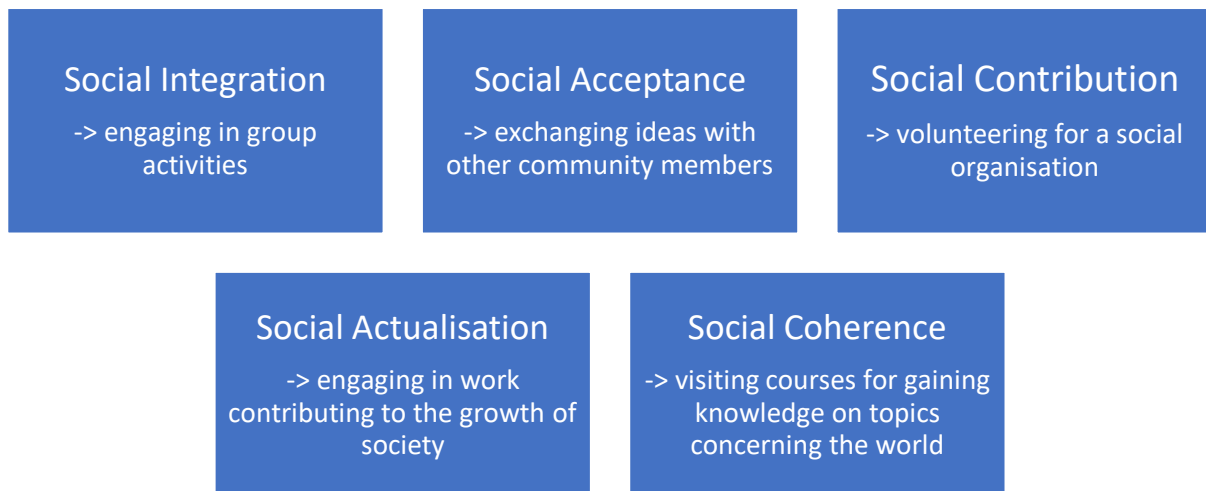 Social Integration
-> engaging in group
activities
Social Acceptance
-> exchanging ideas with
other community members
Social Contribution
-> volunteering for a social
organisation
Social Actualisation
-> engaging in work
contributing to the growth of
society
Social Coherence
-> visiting courses for gaining
knowledge on topics
concerning the world